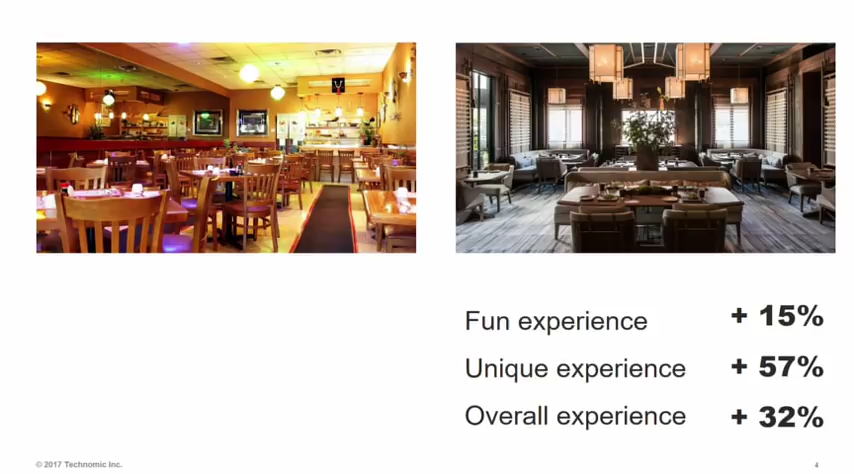 Fun experience + 15%
Unique experience + 57%
Overall experience + 32%
© 2017 Technomic Inc. 4